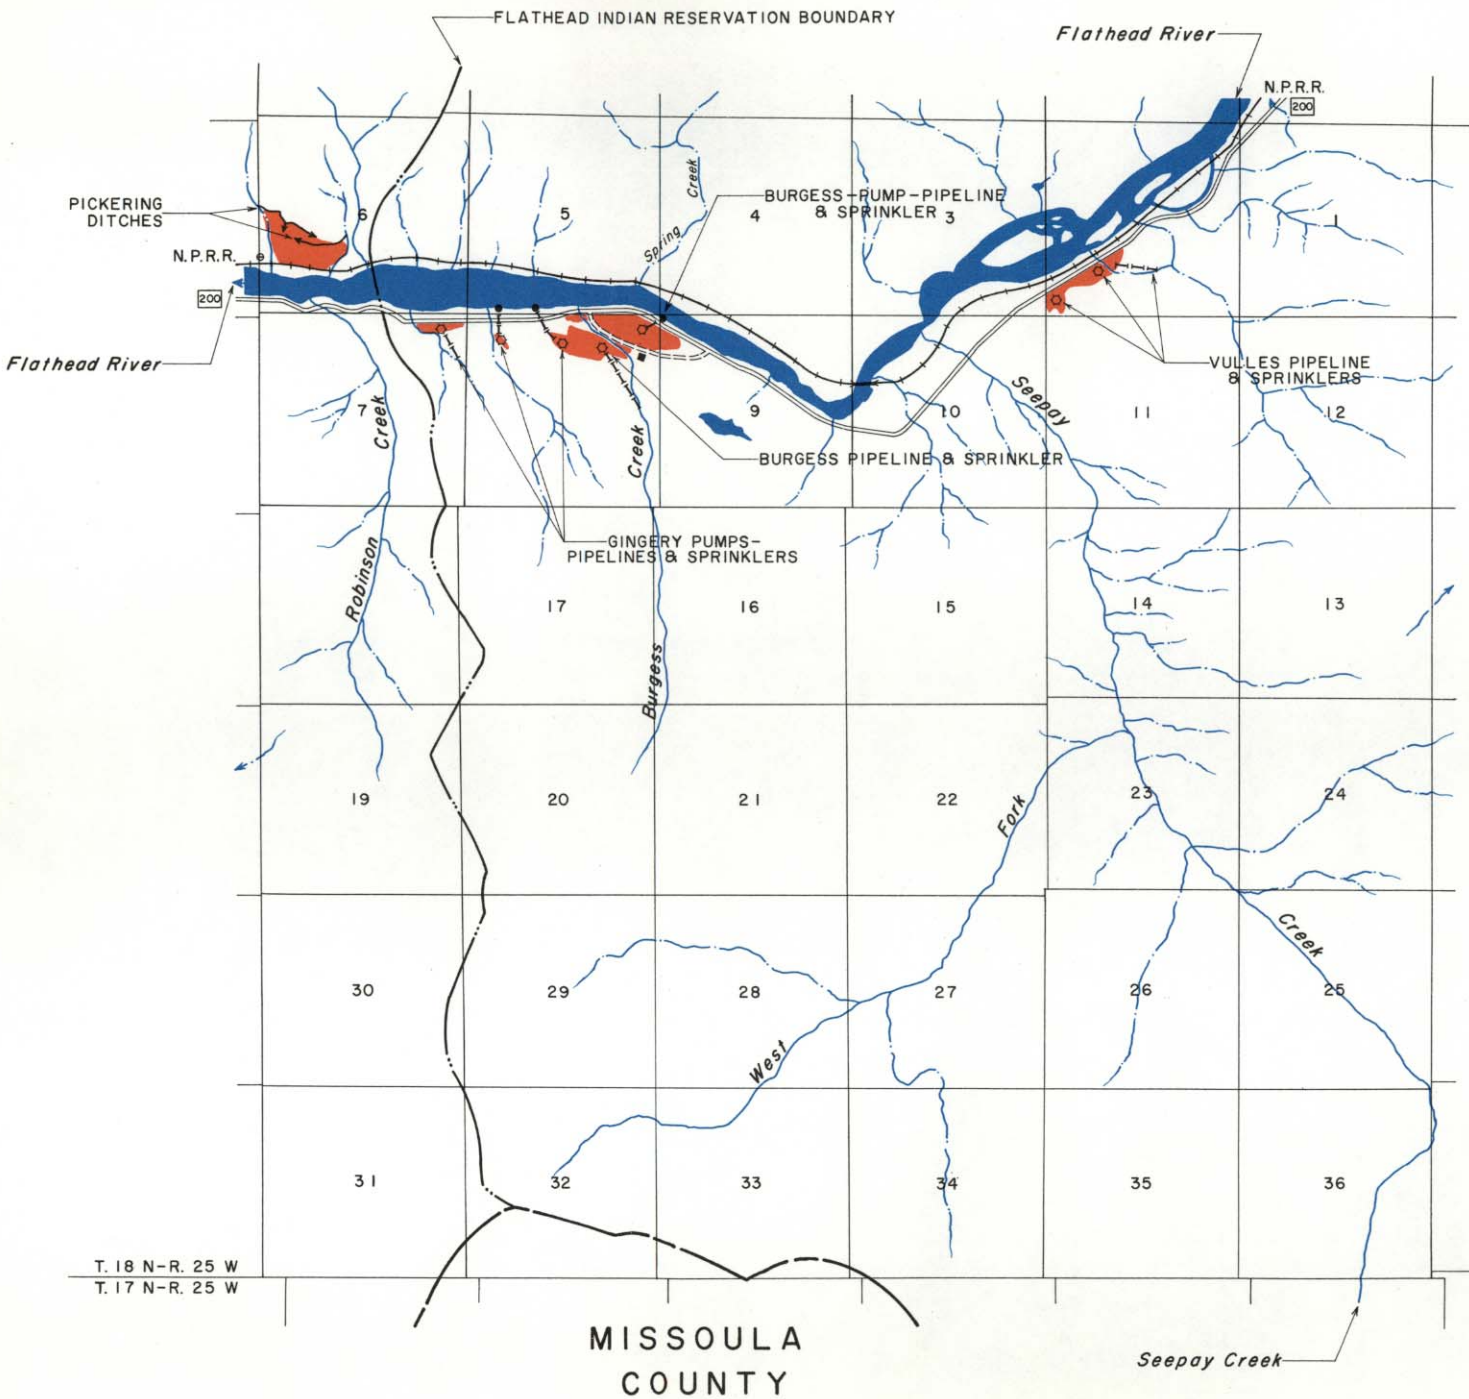 FLATHEAD INDIAN RESERVATION BOUNDARY
Flathead River
N.P.R.R.
200
PICKERING
DITCHES
6
5
Creek
Spring
BURGESS-PUMP-PIPELINE
& SPRINKLER
4
3
1
N.P.R.R.
200
Flathead River
VULLES PIPELINE
& SPRINKLERS
Seepay
7
Creek
Creek
9
10
11
12
BURGESS PIPELINE & SPRINKLER
GINGERY PUMPS-
PIPELINES & SPRINKLERS
Robinson
17
16
15
14
13
Burgess
19
20
21
22
Fork
23
24
Creek
30
29
28
27
26
25
West
31
32
33
34
35
36
T. 18 N-R. 25 W
T. 17 N-R. 25 W
MISSOULA
COUNTY
Seepay Creek